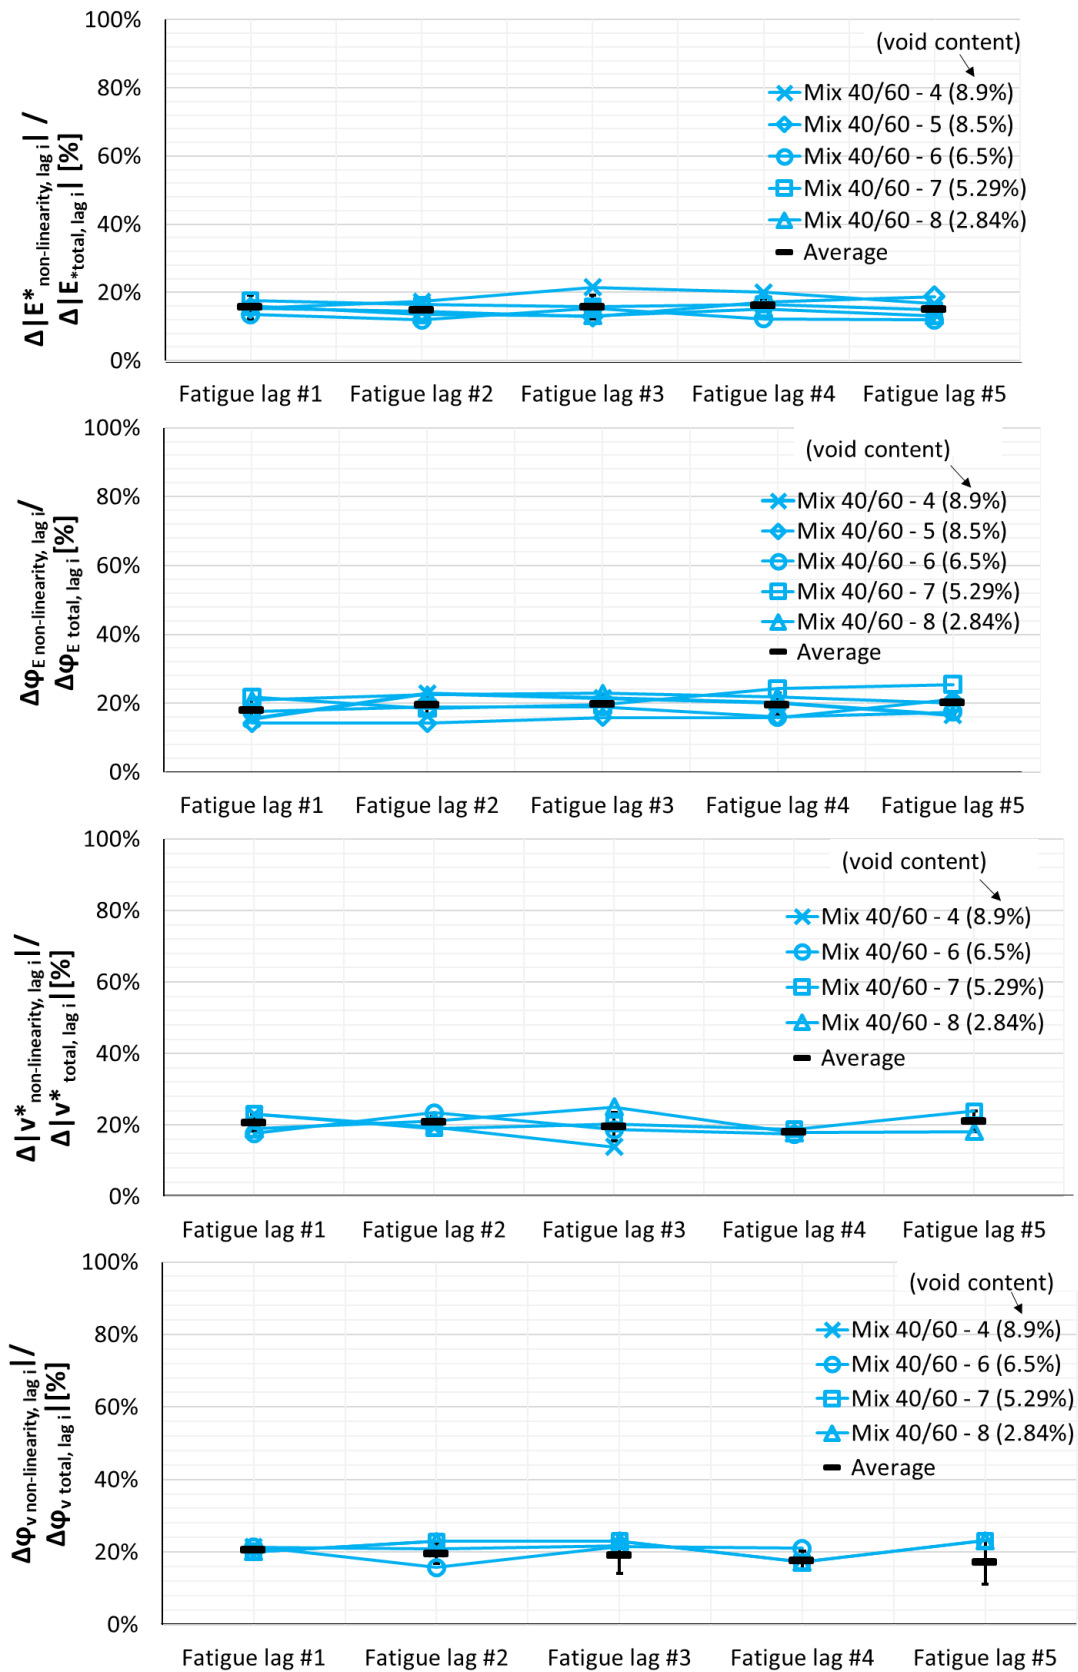 100%
(void content)
80%
Mix 40/60 - 4 (8.9%)
Mix 40/60 - 5 (8.5%)
60%
Mix 40/60 - 6 (6.5%)
Mix 40/60 - 7 (5.29%)
40%
Mix 40/60 - 8 (2.84%)
Average
20%
0%
Δ|E*non-linearity, lag i| /
Δ|E*total, lag i| [%]
Fatigue lag #1 Fatigue lag #2 Fatigue lag #3 Fatigue lag #4 Fatigue lag #5
100%
(void content)
80%
Mix 40/60 - 4 (8.9%)
Mix 40/60 - 5 (8.5%)
60%
Mix 40/60 - 6 (6.5%)
Mix 40/60 - 7 (5.29%)
40%
Mix 40/60 - 8 (2.84%)
Average
20%
0%
ΔφE non-linearity, lag i/
ΔφE total, lag i[%]
Fatigue lag #1 Fatigue lag #2 Fatigue lag #3 Fatigue lag #4 Fatigue lag #5
100%
(void content)
80%
Mix 40/60 - 4 (8.9%)
Mix 40/60 - 6 (6.5%)
60%
Mix 40/60 - 7 (5.29%)
Mix 40/60 - 8 (2.84%)
40%
Average
20%
0%
Δ|ν*non-linearity, lag i|/
Δ|ν*total, lag i|[%]
Fatigue lag #1 Fatigue lag #2 Fatigue lag #3 Fatigue lag #4 Fatigue lag #5
100%
(void content)
80%
Mix 40/60 - 4 (8.9%)
Mix 40/60 - 6 (6.5%)
60%
Mix 40/60 - 7 (5.29%)
Mix 40/60 - 8 (2.84%)
40%
Average
20%
0%
Δφν non-linearity, lag i|/
Δφν total, lag i|[%]
Fatigue lag #1 Fatigue lag #2 Fatigue lag #3 Fatigue lag #4 Fatigue lag #5